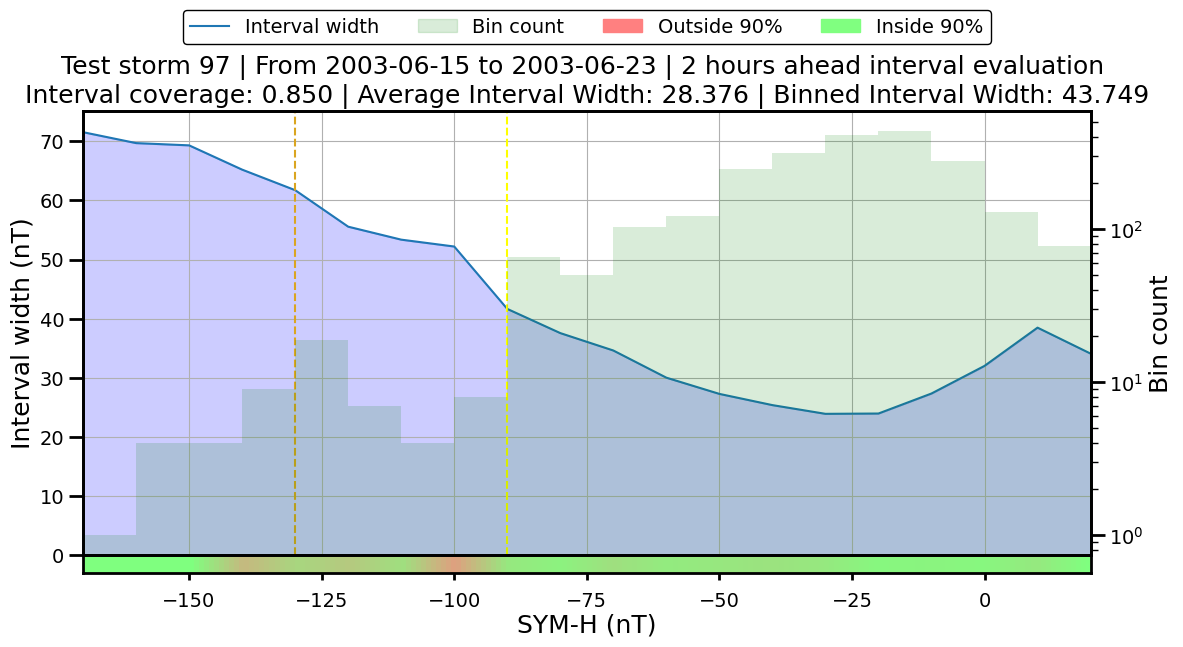 Interval width Bin count Outside 90% Inside 90%
Test storm 97 | From 2003-06-15 to 2003-06-23 | 2 hours ahead interval evaluation
Interval coverage: 0.850 | Average Interval Width: 28.376 | Binned Interval Width: 43.749
Interval width (nT)
70
60
50
40
30
20
10
0
10²
10¹
10⁰
Bin count
−150 −125 −100 −75 −50 −25 0
SYM-H (nT)